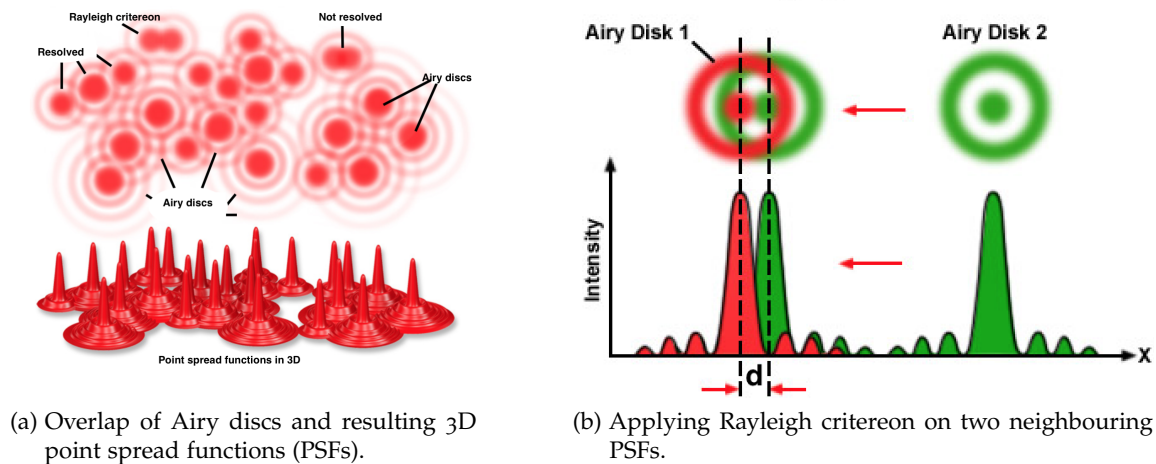 Rayleigh critereon
Not resolved
Resolved
Airy discs
Airy discs
Point spread functions in 3D
(a) Overlap of Airy discs and resulting 3D
point spread functions (PSFs).
Airy Disk 1
Airy Disk 2
Intensity
d
X
(b) Applying Rayleigh critereon on two neighbouring
PSFs.